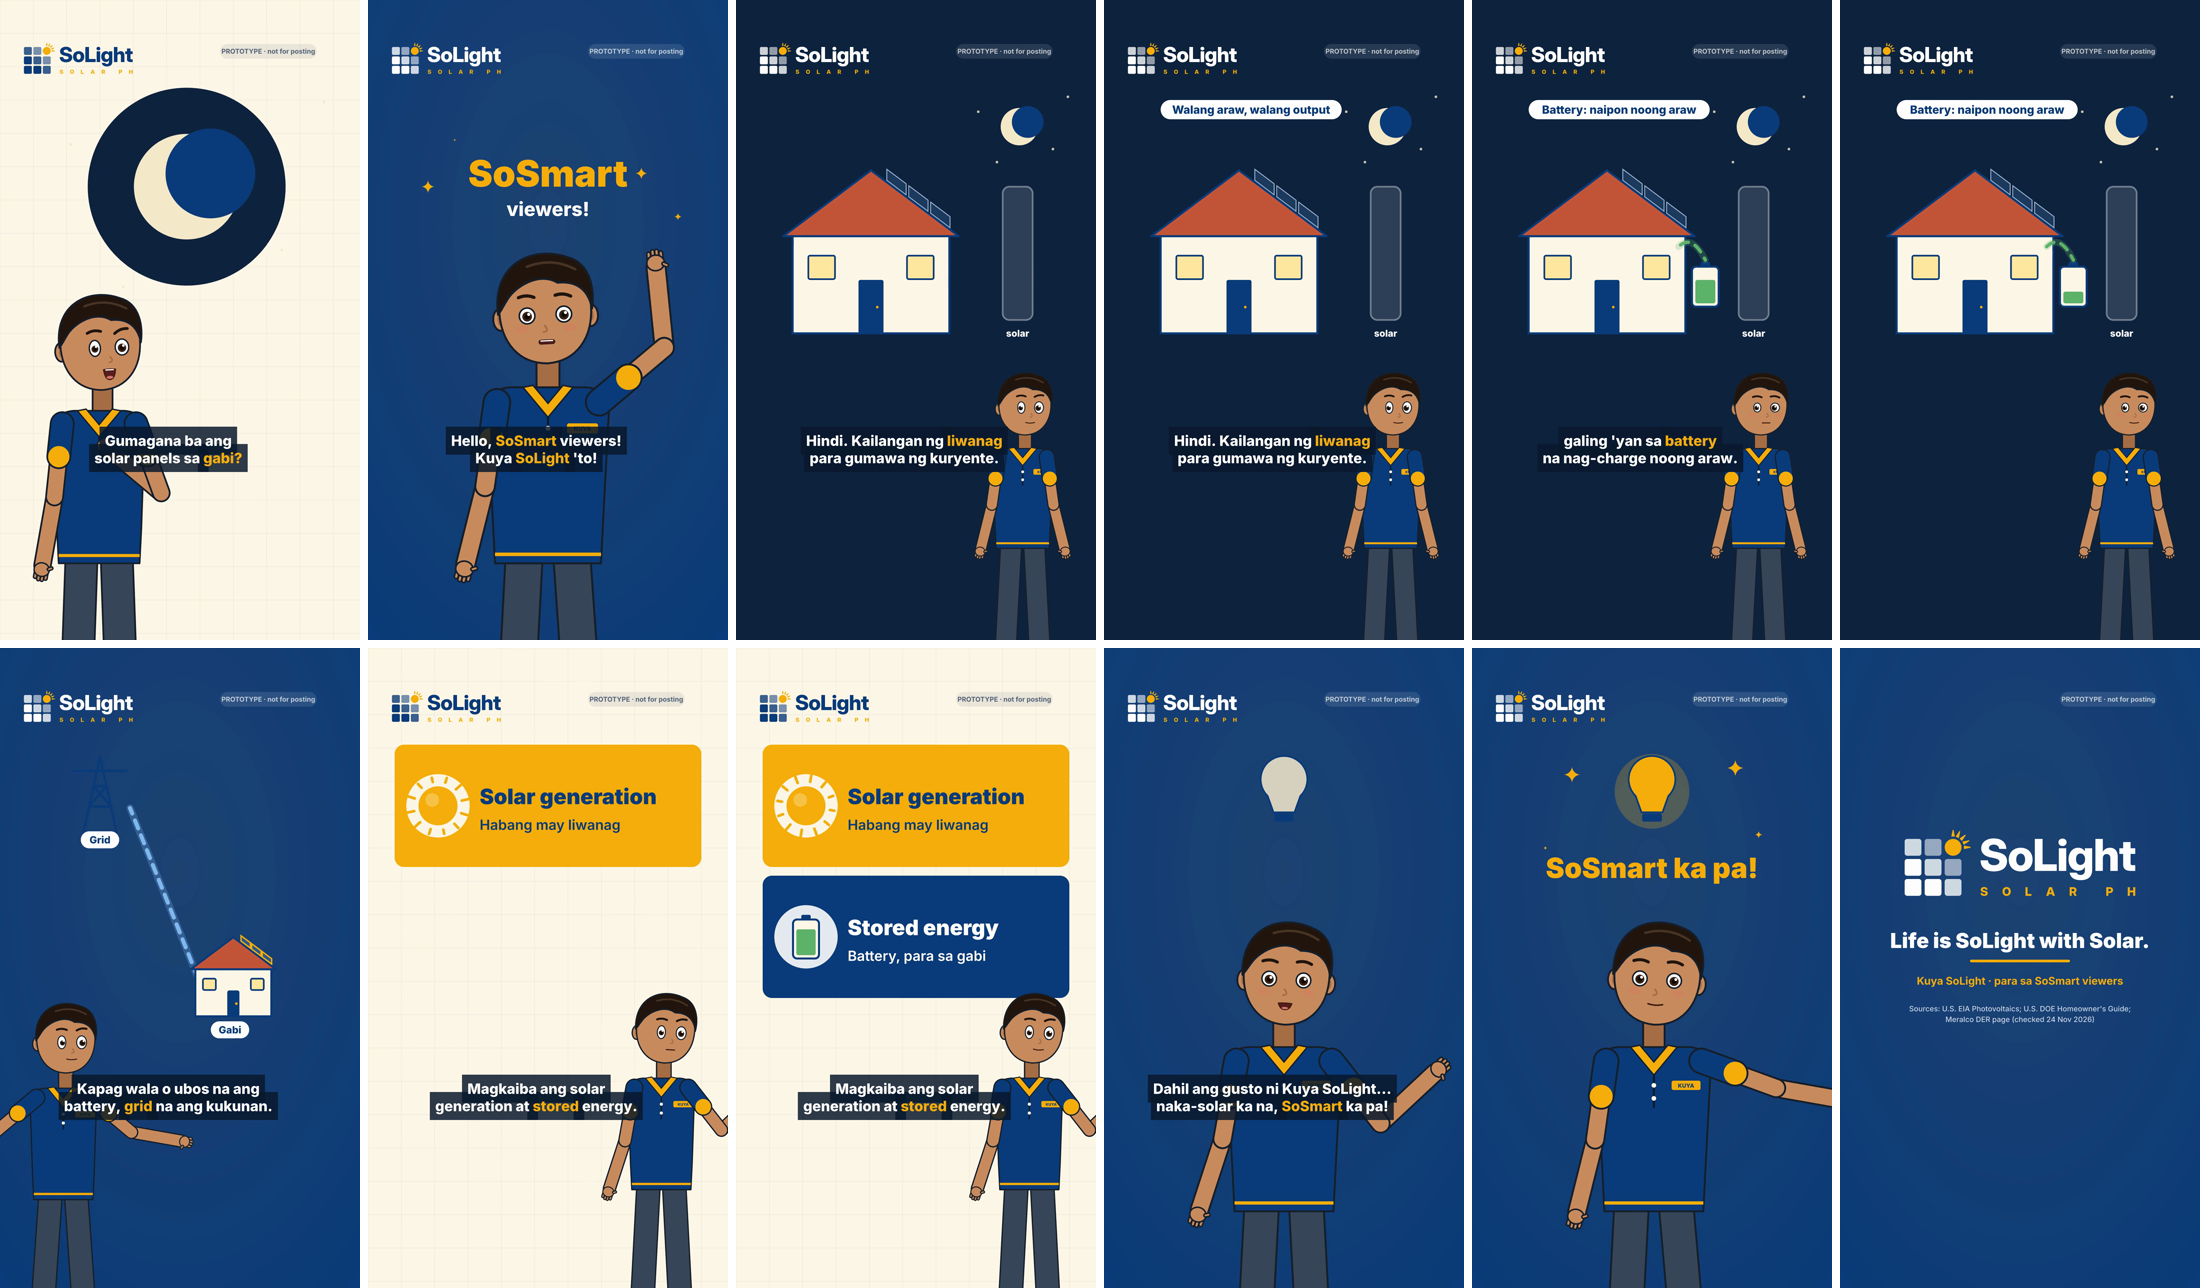 SoLight
SOLAR PH
PROTOTYPE - not for posting
Gumagana ba ang
solar panels sa gabi?
SoLight
SOLAR PH
PROTOTYPE - not for posting
SoSmart
viewers!
Hello, SoSmart viewers!
Kuya SoLight 'to!
SoLight
SOLAR PH
PROTOTYPE - not for posting
solar
Hindi. Kailangan ng liwanag
para gumawa ng kuryente.
SoLight
SOLAR PH
PROTOTYPE - not for posting
Walang araw, walang output
solar
Hindi. Kailangan ng liwanag
para gumawa ng kuryente.
SoLight
SOLAR PH
PROTOTYPE - not for posting
Battery: naipon noong araw
solar
galing 'yan sa battery
na nag-charge noong araw.
SoLight
SOLAR PH
PROTOTYPE - not for posting
Battery: naipon noong araw
solar
SoLight
SOLAR PH
PROTOTYPE - not for posting
Grid
Gabi
Kapag wala o ubos na ang
battery, grid na ang kukunan.
SoLight
SOLAR PH
PROTOTYPE - not for posting
Solar generation
Habang may liwanag
Magkaiba ang solar
generation at stored energy.
SoLight
SOLAR PH
PROTOTYPE - not for posting
Solar generation
Habang may liwanag
Stored energy
Battery, para sa gabi
Magkaiba ang solar
generation at stored energy.
SoLight
SOLAR PH
PROTOTYPE - not for posting
Dahil ang gusto ni Kuya SoLight...
naka-solar ka na, SoSmart ka pa!
SoLight
SOLAR PH
PROTOTYPE - not for posting
SoSmart ka pa!
KUYA
PROTOTYPE - not for posting
SoLight
SOLAR PH
Life is SoLight with Solar.
Kuya SoLight · para sa SoSmart viewers
Sources: U.S. EIA Photovoltaics; U.S. DOE Homeowner's Guide;
Meralco DER page (checked 24 Nov 2026)